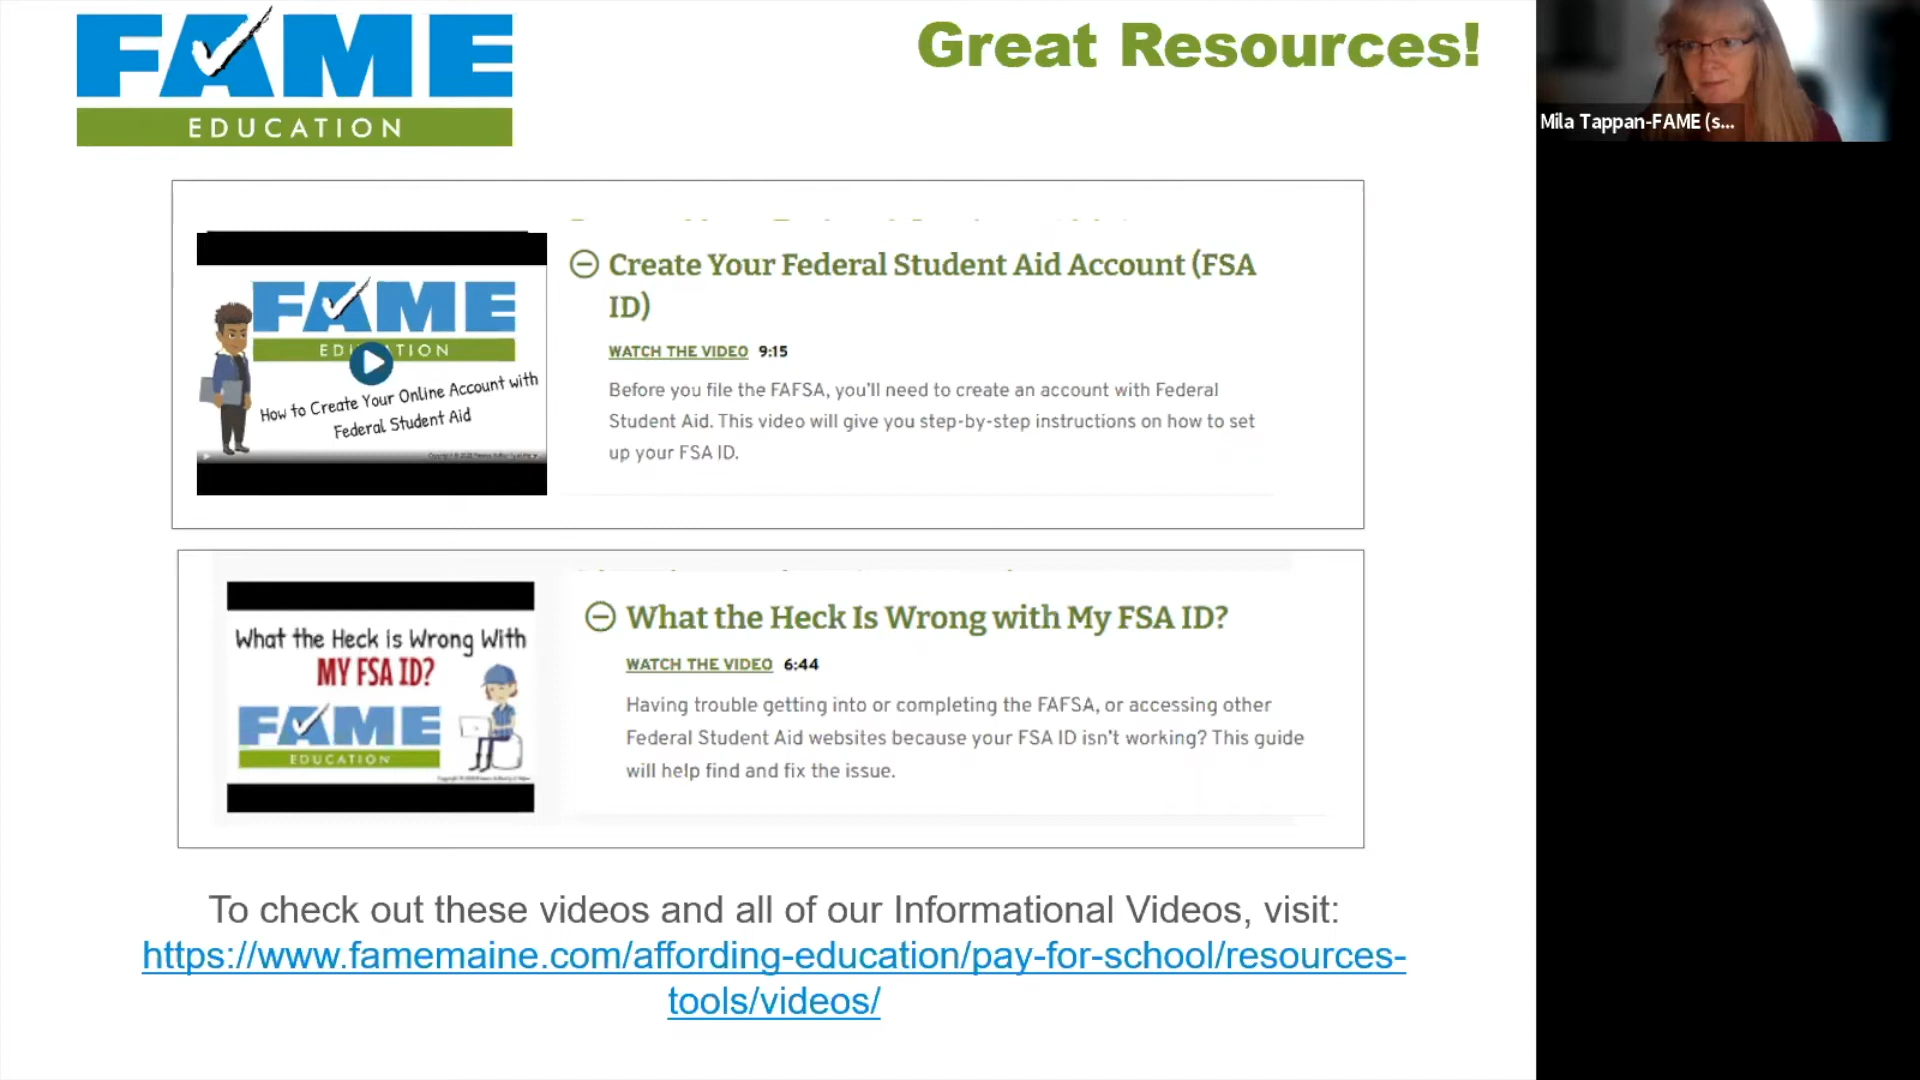 FAME
EDUCATION
Great Resources!
Mila Tappan-FAME (s...
FAME
EDUCATION
How to Create Your Online Account with
Federal Student Aid
Create Your Federal Student Aid Account (FSA
ID)
WATCH THE VIDEO 9:15
Before you file the FAFSA, you'll need to create an account with Federal
Student Aid. This video will give you step-by-step instructions on how to set
up your FSA ID.
What the Heck is Wrong With
MY FSA ID?
FAME
EDUCATION
What the Heck Is Wrong with My FSA ID?
WATCH THE VIDEO 6:44
Having trouble getting into or completing the FAFSA, or accessing other
Federal Student Aid websites because your FSA ID isn't working? This guide
will help find and fix the issue.
To check out these videos and all of our Informational Videos, visit:
https://www.famemaine.com/affording-education/pay-for-school/resources-
tools/videos/